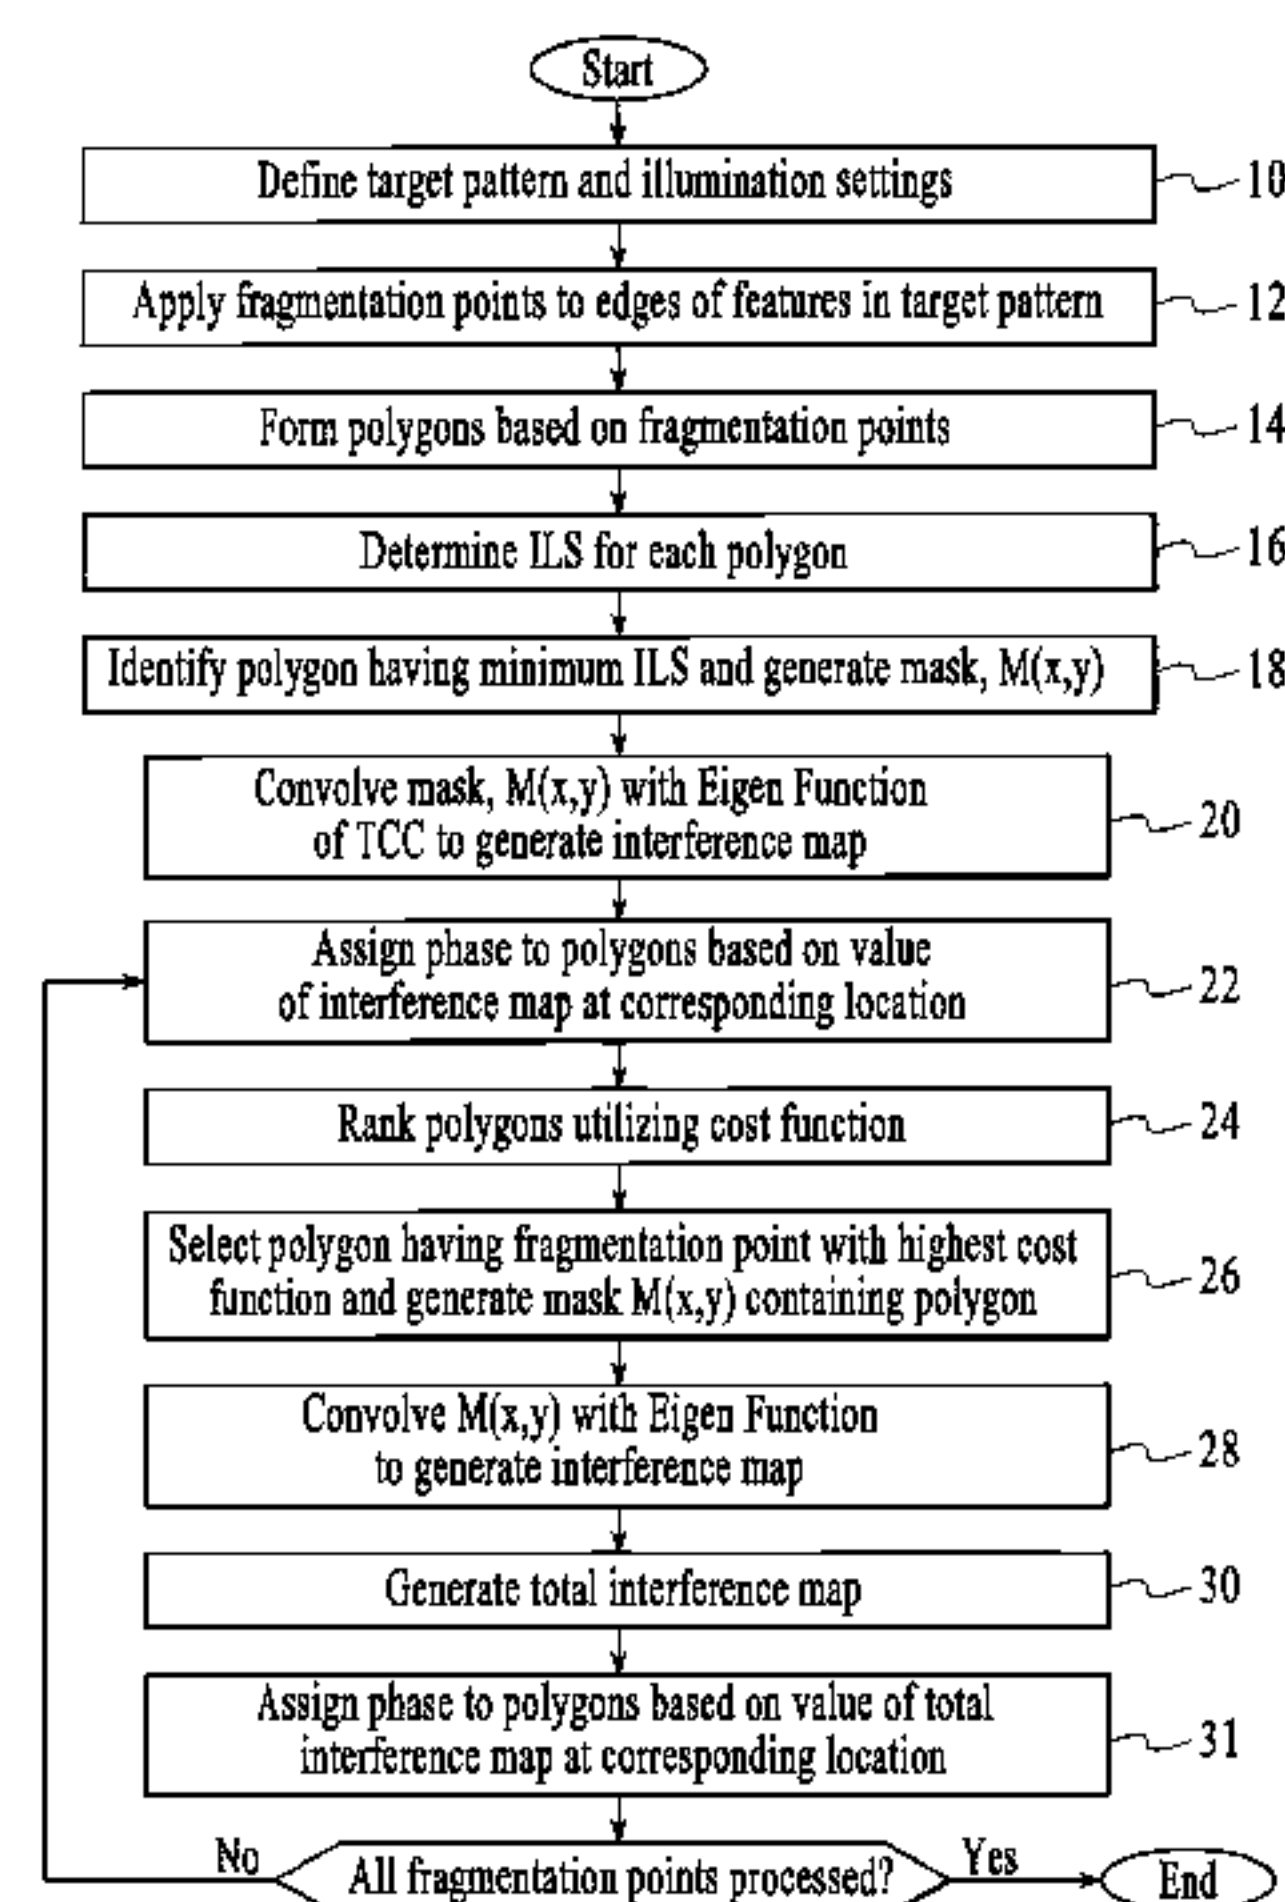 Start
Define target pattern and illumination settings
10
Apply fragmentation points to edges of features in target pattern
12
Form polygons based on fragmentation points
14
Determine ILS for each polygon
16
Identify polygon having minimum ILS and generate mask, M(x,y)
18
Convolve mask, M(x,y) with Eigen Function
of TCC to generate interference map
20
Assign phase to polygons based on value
of interference map at corresponding location
22
Rank polygons utilizing cost function
24
Select polygon having fragmentation point with highest cost
function and generate mask M(x,y) containing polygon
26
Convolve M(x,y) with Eigen Function
to generate interference map
28
Generate total interference map
30
Assign phase to polygons based on value of total
interference map at corresponding location
31
No
All fragmentation points processed?
Yes
End